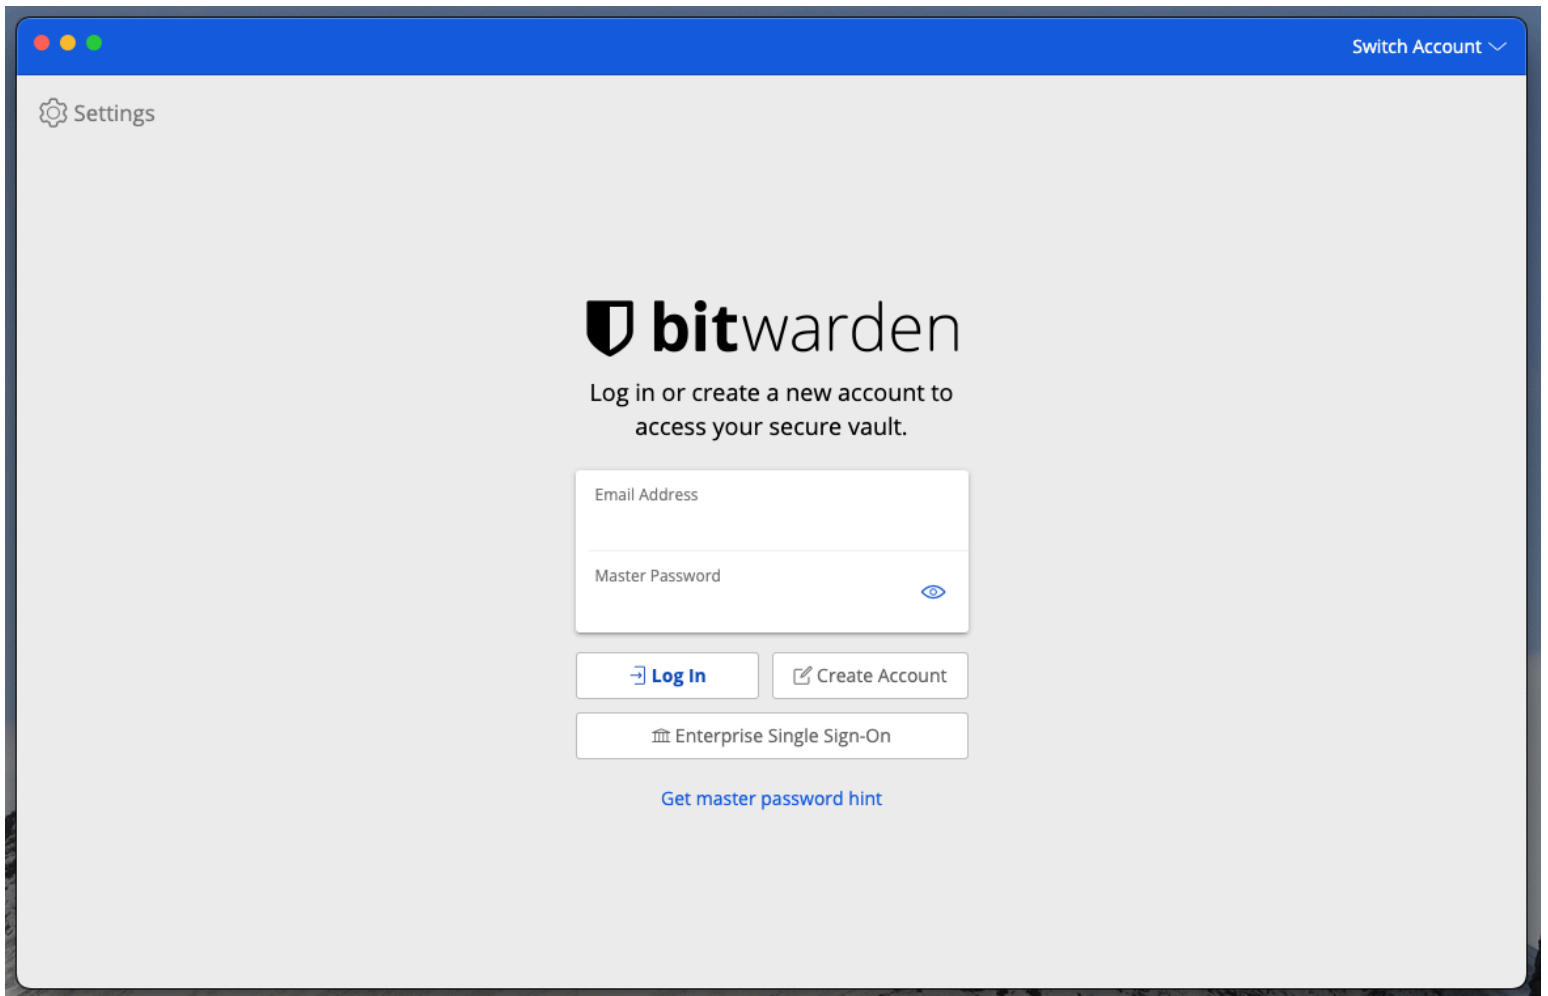 Switch Account
Settings
bitwarden
Log in or create a new account to
access your secure vault.
Email Address
Master Password
Log In
Create Account
Enterprise Single Sign-On
Get master password hint